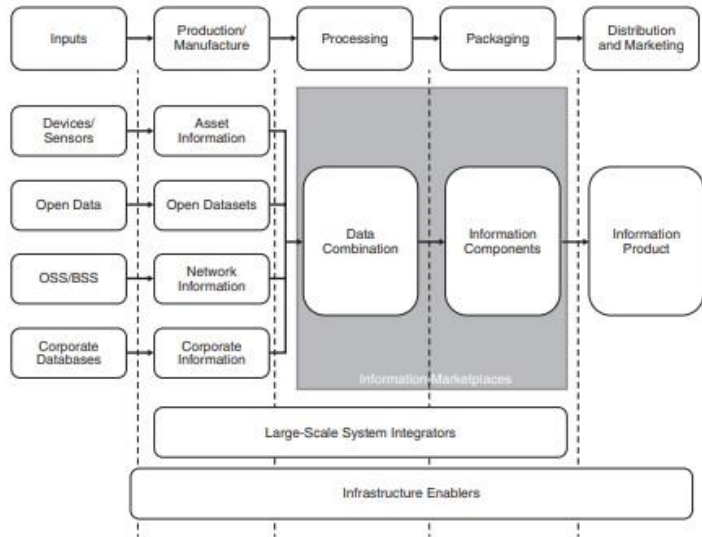 Inputs
Production/
Manufacture
Processing
Packaging
Distribution
and Marketing
Devices/
Sensors
Asset
Information
Open Data
Open Datasets
OSS/BSS
Network
Information
Corporate
Databases
Corporate
Information
Data
Combination
Information
Components
Information
Product
Information Marketplaces
Large-Scale System Integrators
Infrastructure Enablers